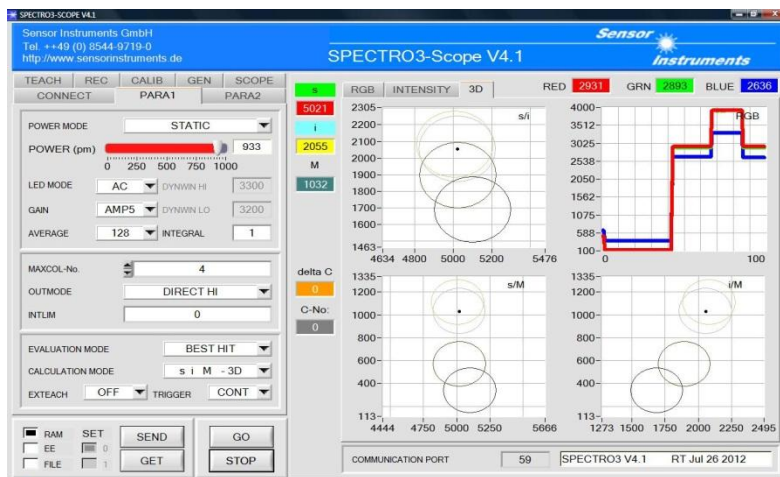 SPECTRO3-SCOPE V4.1
Sensor Instruments GmbH
Tel. ++49 (0) 8544-9719-0
http://www.sensorinstruments.de
SPECTRO3-Scope V4.1
Sensor
Instruments
TEACH REC CALIB GEN SCOPE
CONNECT PARA1 PARA2
POWER MODE STATIC
POWER (pm) 933
0 250 500 750 1000
LED MODE AC DYNWIN HI 3300
GAIN AMP5 DYNWIN LO 3200
AVERAGE 128 INTEGRAL 1
MAXCOL-No. 4
OUTMODE DIRECT HI
INTLIM 0
EVALUATION MODE BEST HIT
CALCULATION MODE s i M - 3D
EXTEACH OFF TRIGGER CONT
RAM SET SEND GO
EE 0
FILE 1 GET STOP
s
5021
i
2055
M
1032
delta C
0
C-No:
0
RGB INTENSITY 3D
RED 2931 GRN 2893 BLUE 2636
s/i
2305
2200
2100
2000
1900
1800
1700
1600
1463
4634 4800 5000 5200 5476
RGB
4000
3512
3025
2538
2050
1562
1075
588
100
0 100
s/M
1335
1200
1000
800
600
400
113
4444 4750 5000 5250 5666
i/M
1335
1200
1000
800
600
400
113
1273 1500 1750 2000 2250 2495
COMMUNICATION PORT 59 SPECTRO3 V4.1 RT Jul 26 2012